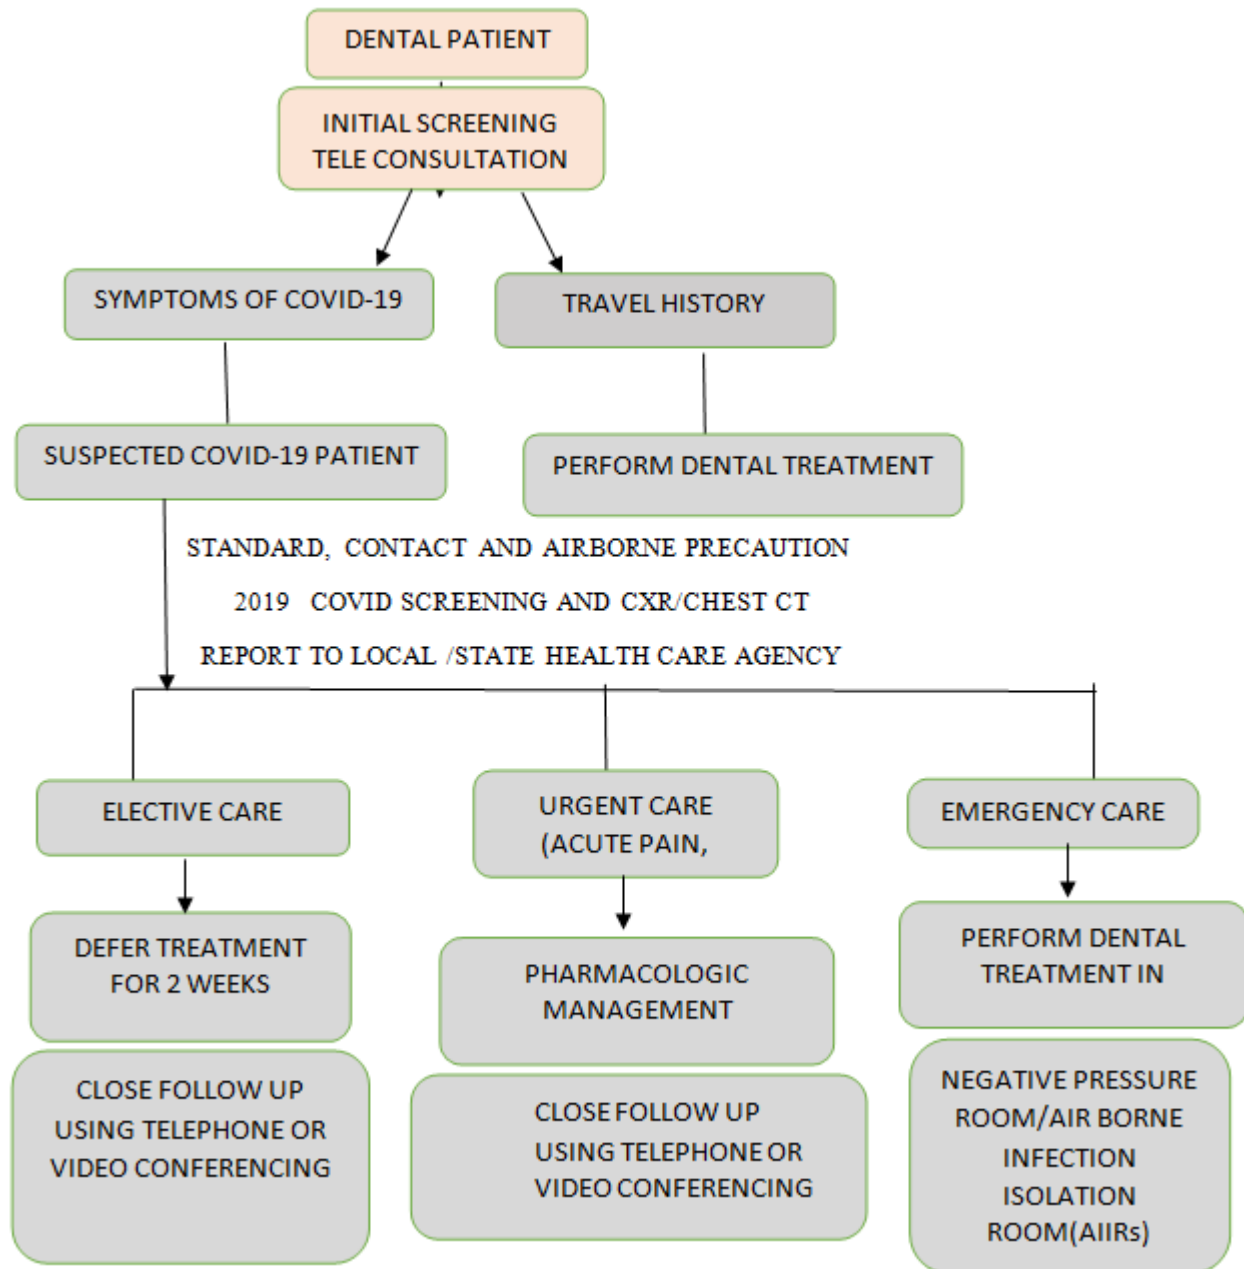 DENTAL PATIENT
INITIAL SCREENING
TELE CONSULTATION
SYMPTOMS OF COVID-19
TRAVEL HISTORY
SUSPECTED COVID-19 PATIENT
PERFORM DENTAL TREATMENT
STANDARD, CONTACT AND AIRBORNE PRECAUTION
2019 COVID SCREENING AND CXR/CHEST CT
REPORT TO LOCAL /STATE HEALTH CARE AGENCY
ELECTIVE CARE
URGENT CARE
(ACUTE PAIN,
EMERGENCY CARE
DEFER TREATMENT
FOR 2 WEEKS
PHARMACOLOGIC
MANAGEMENT
PERFORM DENTAL
TREATMENT IN
CLOSE FOLLOW UP
USING TELEPHONE OR
VIDEO CONFERENCING
CLOSE FOLLOW UP
USING TELEPHONE OR
VIDEO CONFERENCING
NEGATIVE PRESSURE
ROOM/AIR BORNE
INFECTION
ISOLATION
ROOM(AIIRs)